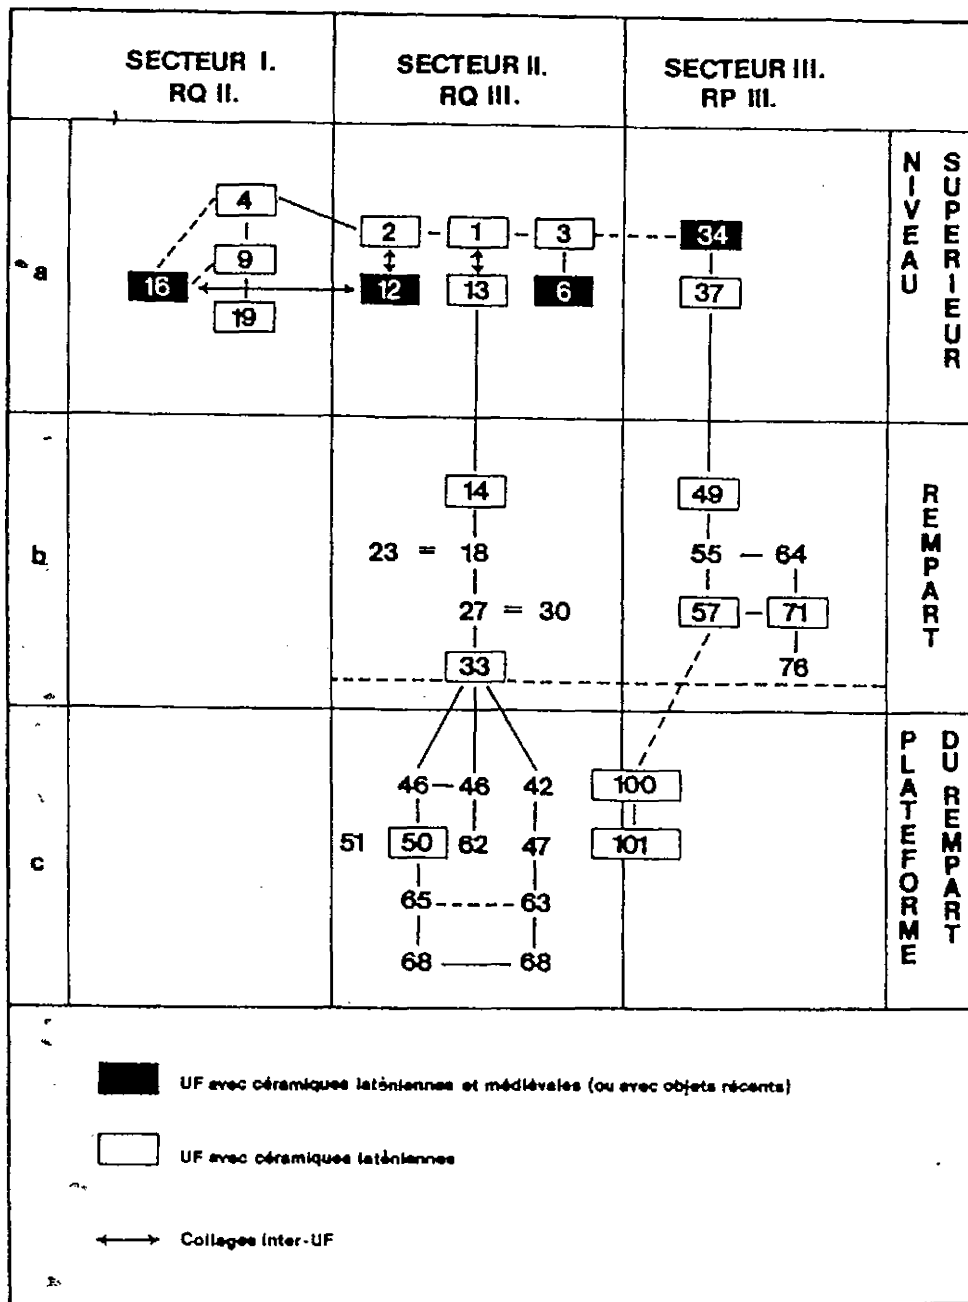 SECTEUR I.
RQ II.
SECTEUR II.
RQ III.
SECTEUR III.
RP III.
a
4
9
16
19
2 1 3
12 13 6
34
37
NIVEAU
SUPERIEUR
b
14
23 = 18
27 = 30
33
49
55 64
57 71
76
REMPART
c
46 46 42
51 50 62 47
65 63
68 68
100
101
PLATEFORME
DU REMPART
UF avec céramiques laténiennes et médiévales (ou avec objets récents)
UF avec céramiques laténiennes
Collages Inter-UF